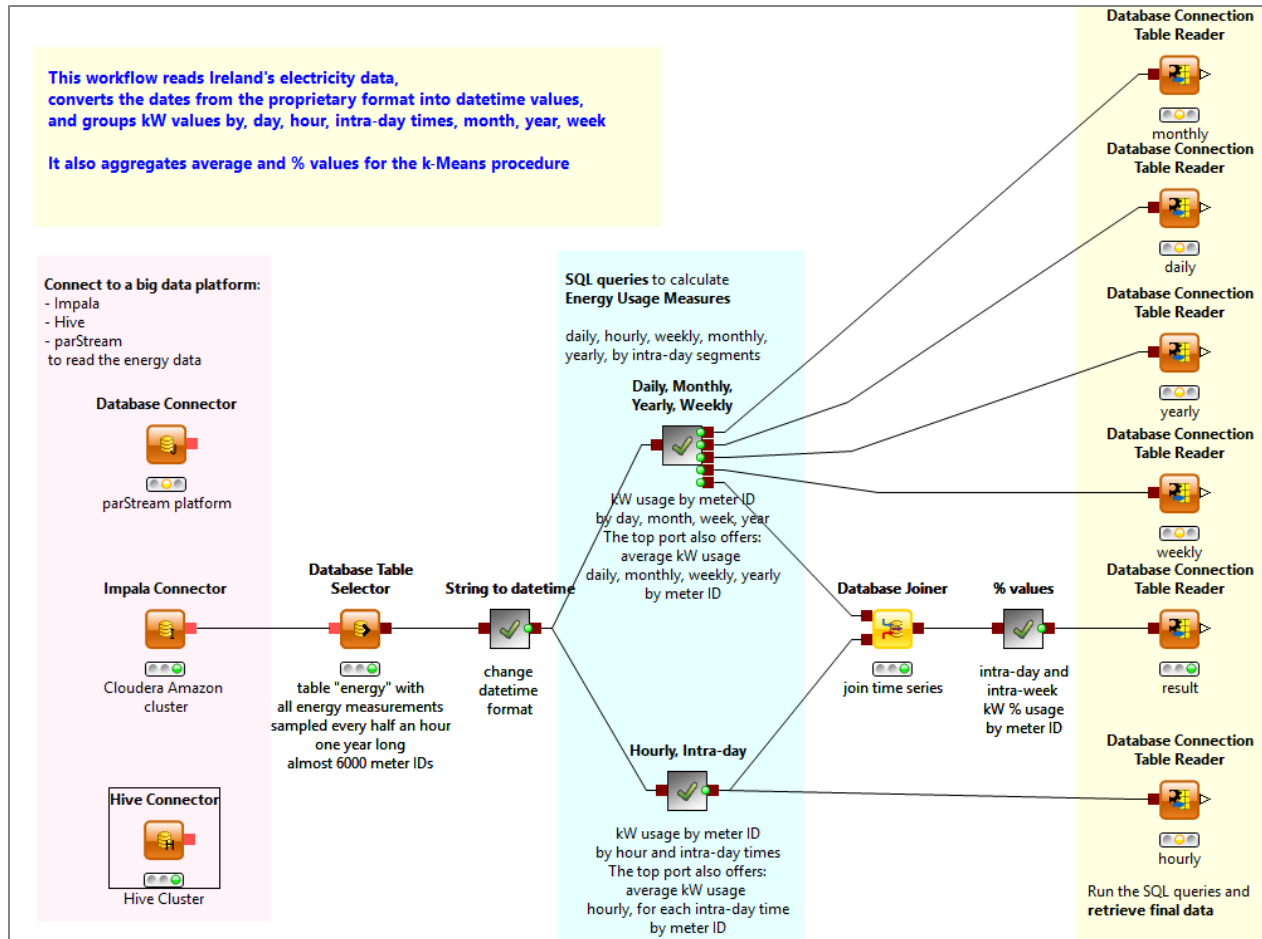 This workflow reads Ireland's electricity data,
converts the dates from the proprietary format into datetime values,
and groups kW values by, day, hour, intra-day times, month, year, week
It also aggregates average and % values for the k-Means procedure
Connect to a big data platform:
- Impala
- Hive
- parStream
to read the energy data
Database Connector
J
parStream platform
Impala Connector
I
Cloudera Amazon
cluster
Hive Connector
H
Hive Cluster
Database Table
Selector
table "energy" with
all energy measurements
sampled every half an hour
one year long
almost 6000 meter IDs
String to datetime
change
datetime
format
SQL queries to calculate
Energy Usage Measures
daily, hourly, weekly, monthly,
yearly, by intra-day segments
Daily, Monthly,
Yearly, Weekly
kW usage by meter ID
by day, month, week, year
The top port also offers:
average kW usage
daily, monthly, weekly, yearly
by meter ID
Hourly, Intra-day
kW usage by meter ID
by hour and intra-day times
The top port also offers:
average kW usage
hourly, for each intra-day time
by meter ID
Database Joiner
join time series
% values
intra-day and
intra-week
kW % usage
by meter ID
Database Connection
Table Reader
monthly
Database Connection
Table Reader
daily
Database Connection
Table Reader
yearly
Database Connection
Table Reader
weekly
Database Connection
Table Reader
result
Database Connection
Table Reader
hourly
Run the SQL queries and
retrieve final data